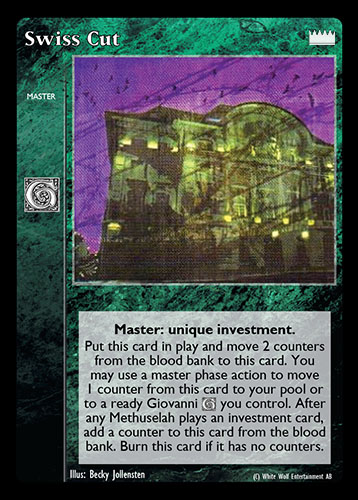 Swiss Cut
MASTER
Master: unique investment.
Put this card in play and move 2 counters
from the blood bank to this card. You
may use a master phase action to move
1 counter from this card to your pool or
to a ready Giovanni you control. After
any Methuselah plays an investment card,
add a counter to this card from the blood
bank. Burn this card if it has no counters.
Illus: Becky Jollensten
(C) White Wolf Entertainment AB